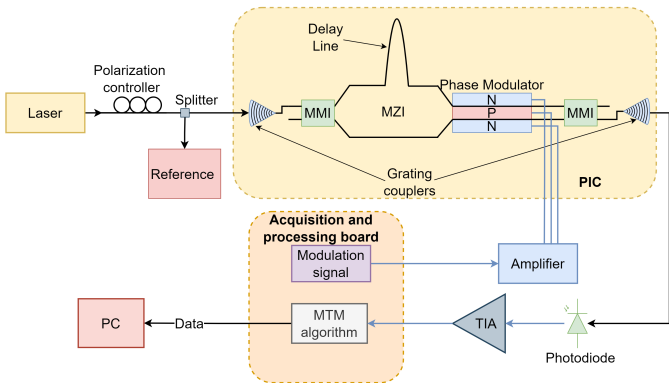 Delay
Line
Polarization
controller
Phase Modulator
Splitter
Laser
MMI
MZI
N
P
N
MMI
Reference
Grating
couplers
PIC
Acquisition and
processing board
Modulation
signal
Amplifier
PC
Data
MTM
algorithm
TIA
Photodiode